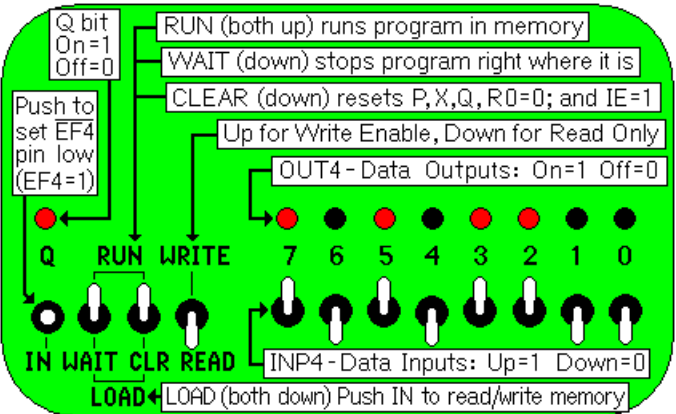 Q bit
On=1
Off=0
RUN (both up) runs program in memory
WAIT (down) stops program right where it is
CLEAR (down) resets P,X,Q, R0=0; and IE=1
Push to
set EF4
pin low
(EF4=1)
Up for Write Enable, Down for Read Only
OUT4-Data Outputs: On=1 Off=0
Q RUN WRITE 7 6 5 4 3 2 1 0
IN WAIT CLR READ
INP4-Data Inputs: Up=1 Down=0
LOAD
LOAD (both down) Push IN to read/write memory